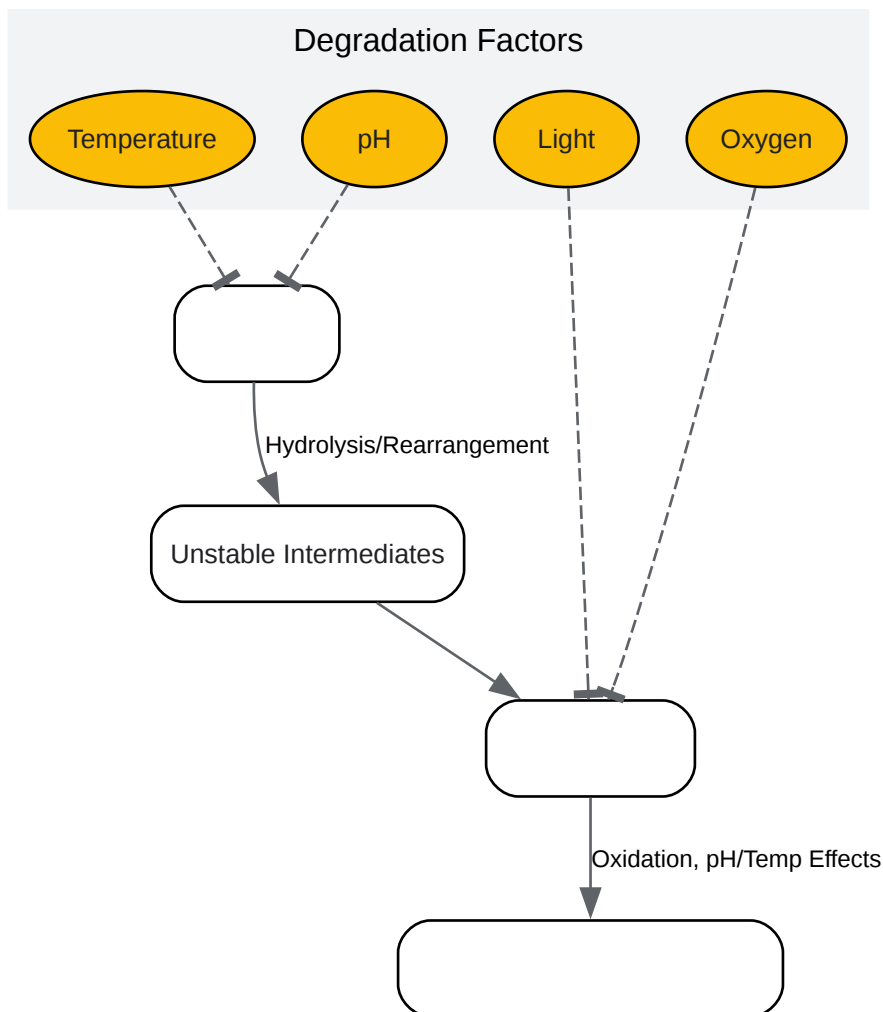 Degradation Factors
Temperature
pH
Light
Oxygen
Hydrolysis/Rearrangement
Unstable Intermediates
Oxidation, pH/Temp Effects